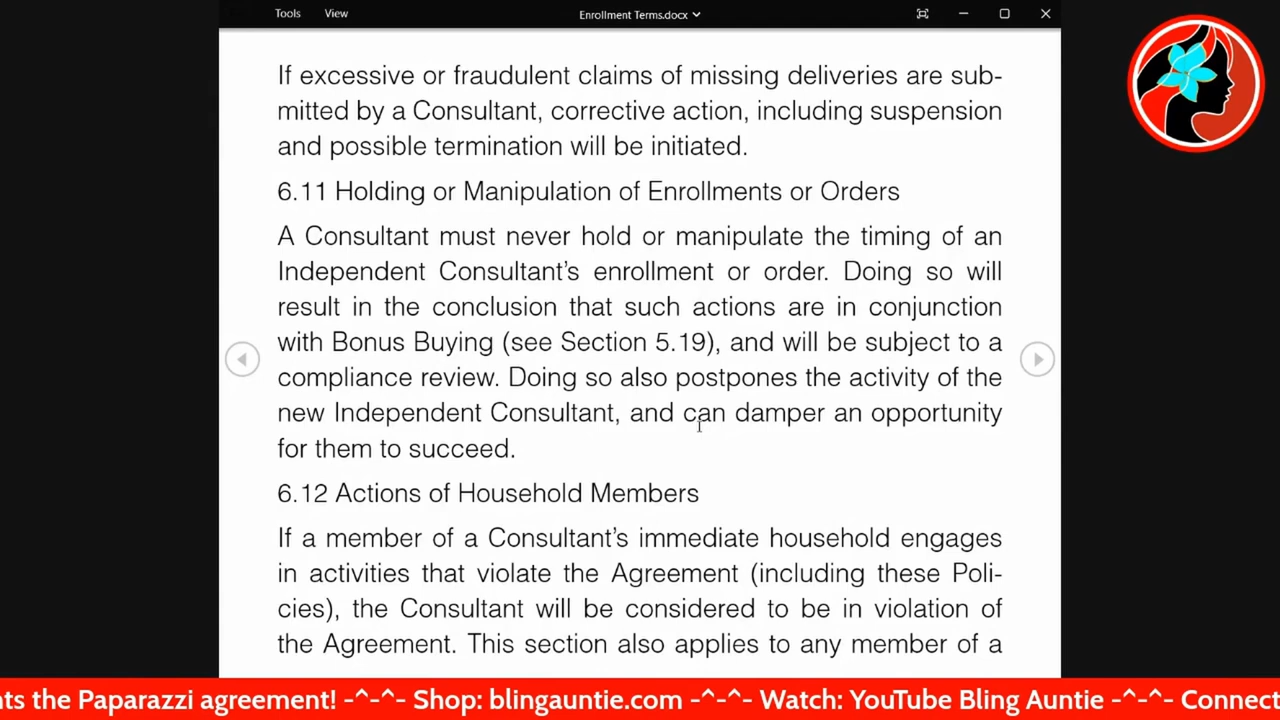 Tools View Enrollment Terms.docx
If excessive or fraudulent claims of missing deliveries are sub-
mitted by a Consultant, corrective action, including suspension
and possible termination will be initiated.
6.11 Holding or Manipulation of Enrollments or Orders
A Consultant must never hold or manipulate the timing of an
Independent Consultant's enrollment or order. Doing so will
result in the conclusion that such actions are in conjunction
with Bonus Buying (see Section 5.19), and will be subject to a
compliance review. Doing so also postpones the activity of the
new Independent Consultant, and can damper an opportunity
for them to succeed.
6.12 Actions of Household Members
If a member of a Consultant's immediate household engages
in activities that violate the Agreement (including these Poli-
cies), the Consultant will be considered to be in violation of
the Agreement. This section also applies to any member of a
nts the Paparazzi agreement! -^-^- Shop: blingauntie.com -^-^- Watch: YouTube Bling Auntie -^-^- Connect